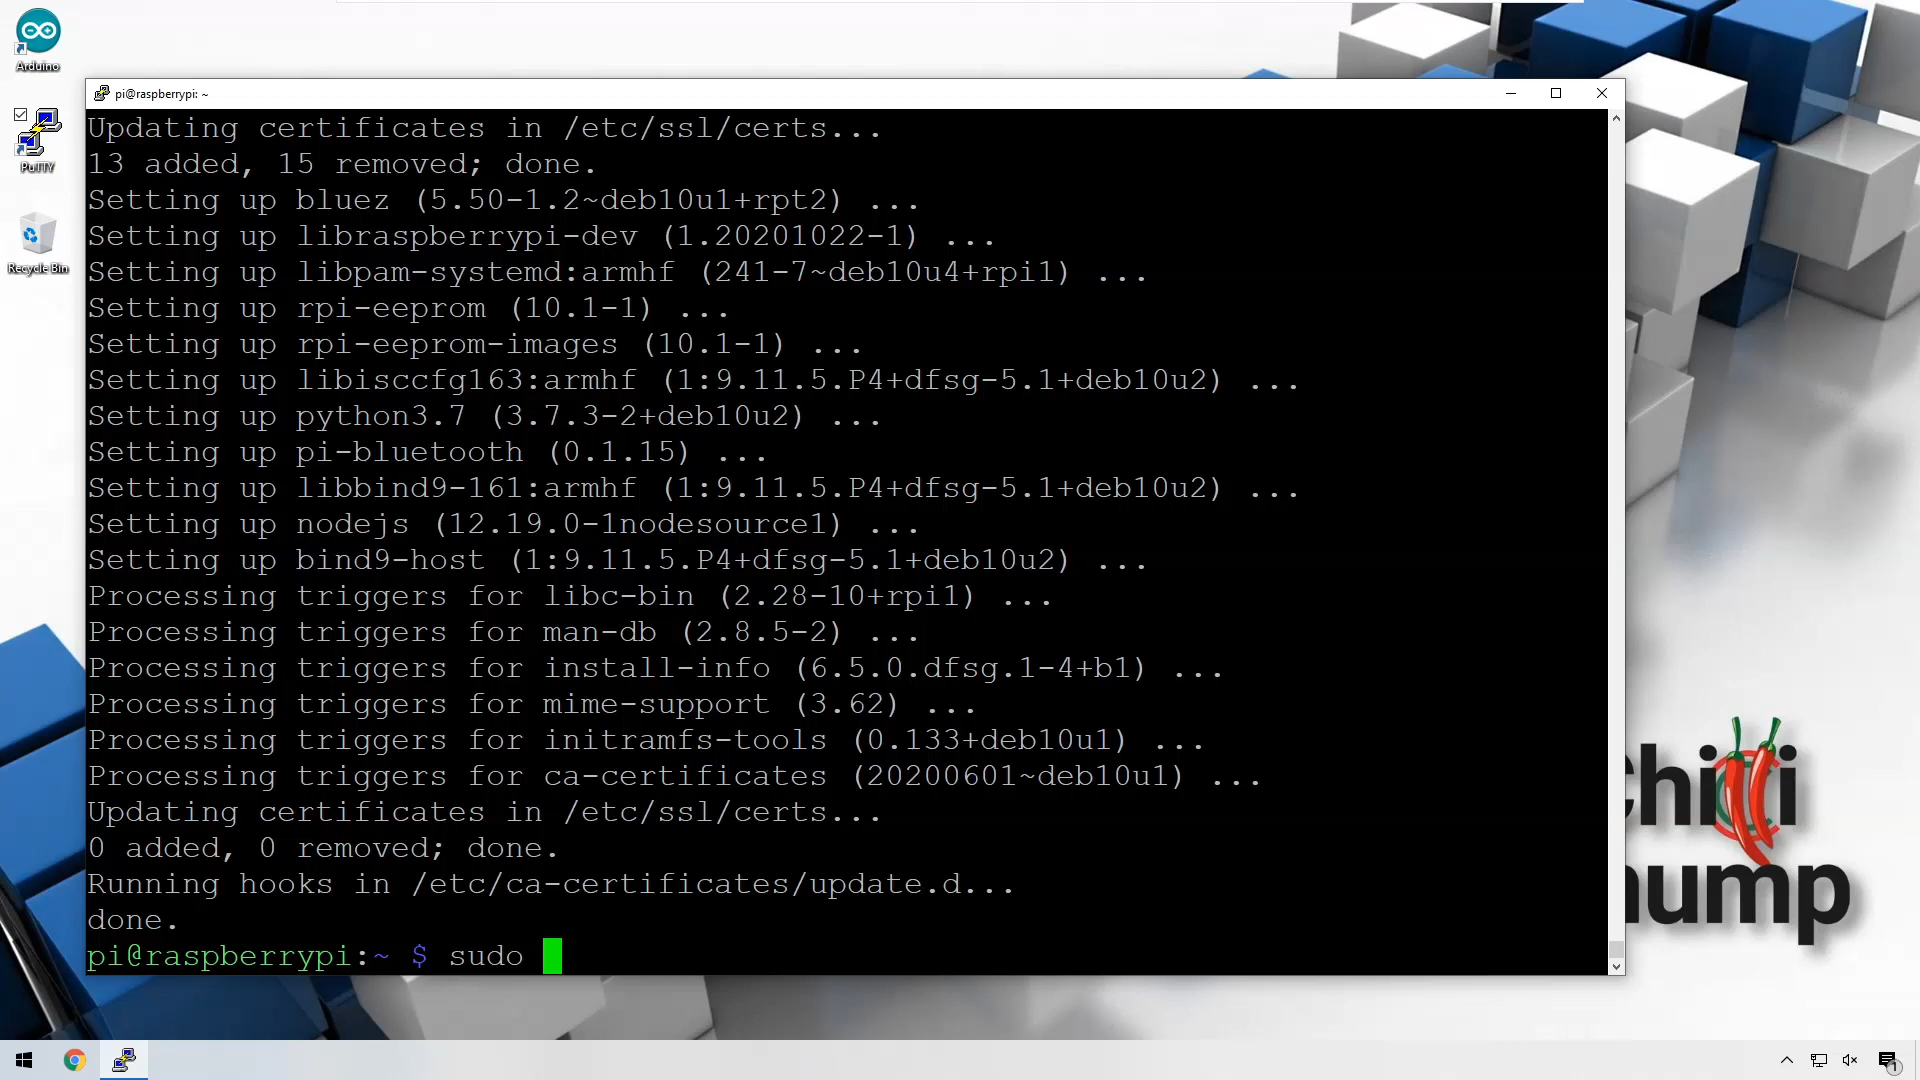 Arduino
PuTTY
Recycle Bin
pi@raspberrypi: ~
Updating certificates in /etc/ssl/certs...
13 added, 15 removed; done.
Setting up bluez (5.50-1.2~deb10u1+rpt2) ...
Setting up libraspberrypi-dev (1.20201022-1) ...
Setting up libpam-systemd:armhf (241-7~deb10u4+rpi1) ...
Setting up rpi-eeprom (10.1-1) ...
Setting up rpi-eeprom-images (10.1-1) ...
Setting up libisccfg163:armhf (1:9.11.5.P4+dfsg-5.1+deb10u2) ...
Setting up python3.7 (3.7.3-2+deb10u2) ...
Setting up pi-bluetooth (0.1.15) ...
Setting up libbind9-161:armhf (1:9.11.5.P4+dfsg-5.1+deb10u2) ...
Setting up nodejs (12.19.0-1nodesource1) ...
Setting up bind9-host (1:9.11.5.P4+dfsg-5.1+deb10u2) ...
Processing triggers for libc-bin (2.28-10+rpi1) ...
Processing triggers for man-db (2.8.5-2) ...
Processing triggers for install-info (6.5.0.dfsg.1-4+b1) ...
Processing triggers for mime-support (3.62) ...
Processing triggers for initramfs-tools (0.133+deb10u1) ...
Processing triggers for ca-certificates (20200601~deb10u1) ...
Updating certificates in /etc/ssl/certs...
0 added, 0 removed; done.
Running hooks in /etc/ca-certificates/update.d...
done.
pi@raspberrypi:~ $ sudo
Chilli
hump
1